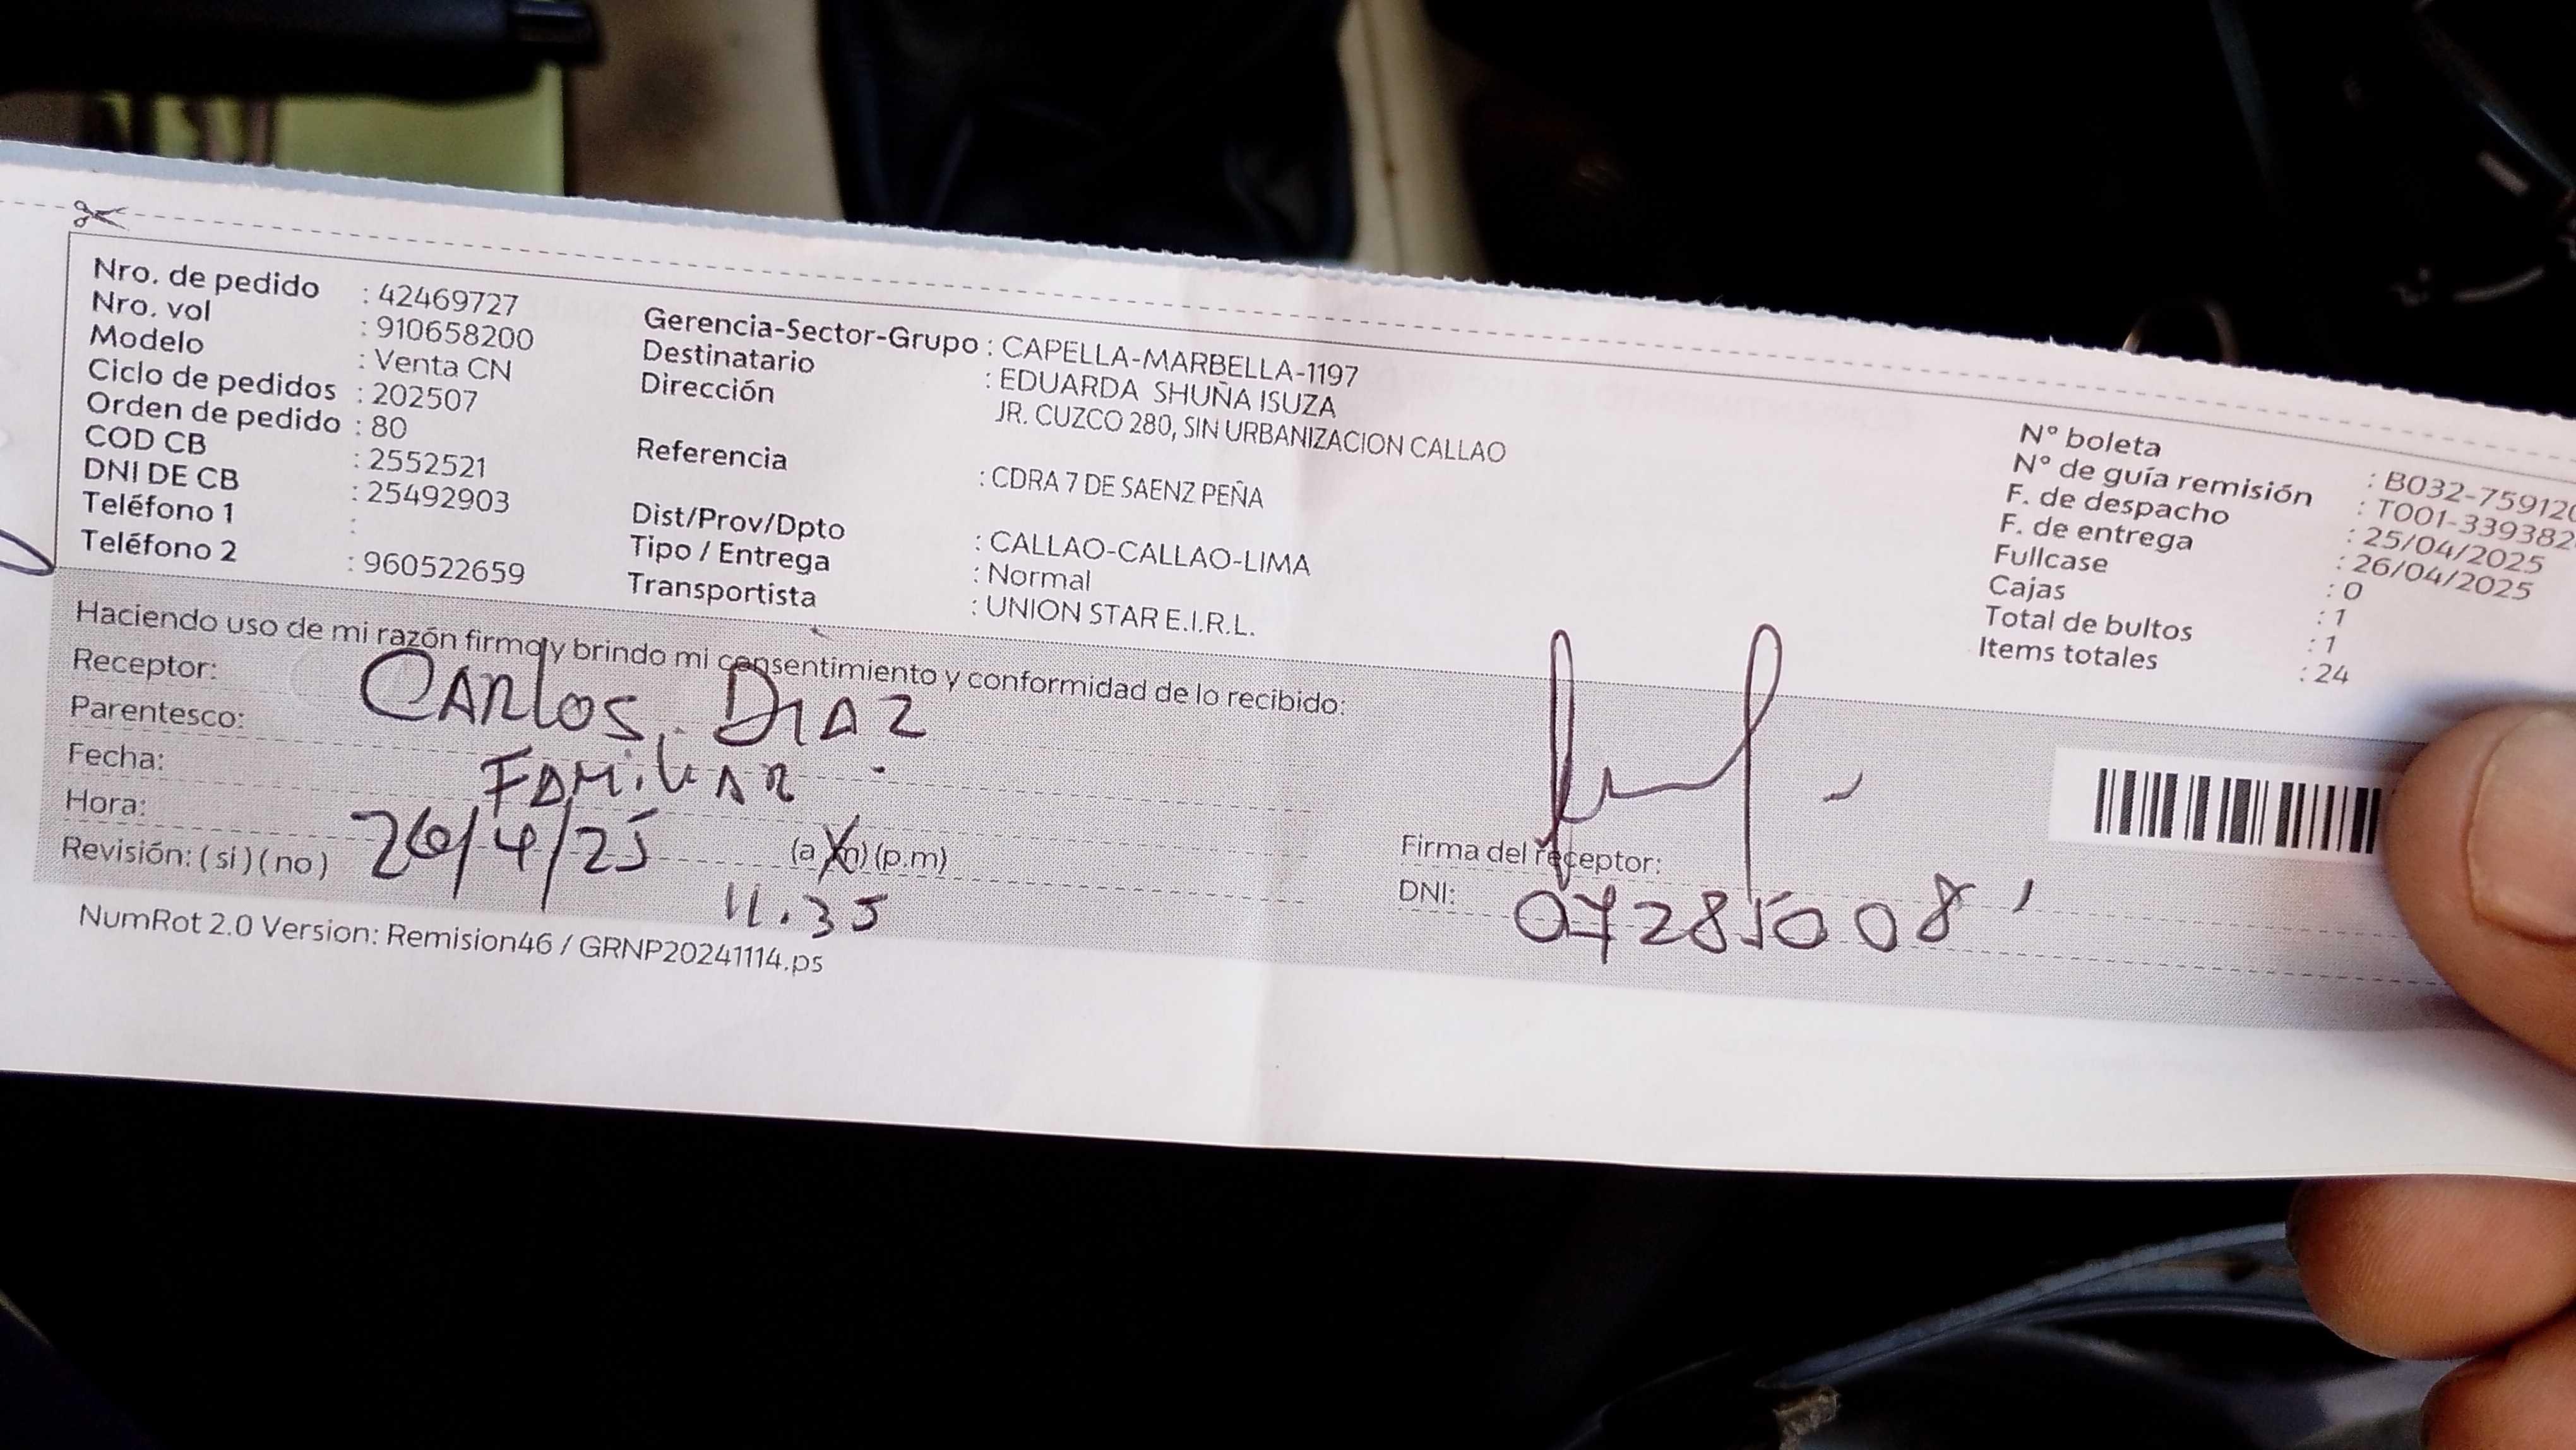 Nro. de pedido : 42469727
Nro. vol : 910658200
Modelo : Venta CN
Ciclo de pedidos : 202507
Orden de pedido : 80
COD CB : 2552521
DNI DE CB : 25492903
Teléfono 1 :
Teléfono 2 : 960522659
Gerencia-Sector-Grupo : CAPELLA-MARBELLA-1197
Destinatario : EDUARDA SHUÑA ISUZA
Dirección JR. CUZCO 280, SIN URBANIZACION CALLAO
Referencia : CDRA 7 DE SAENZ PEÑA
Dist/Prov/Dpto : CALLAO-CALLAO-LIMA
Tipo / Entrega : Normal
Transportista : UNION STAR E.I.R.L.
N° boleta : B032-759120
N° de guía remisión : T001-339382
F. de despacho : 25/04/2025
F. de entrega : 26/04/2025
Fullcase : 0
Cajas : 1
Total de bultos : 1
Items totales : 24
Haciendo uso de mi razón firmo y brindo mi consentimiento y conformidad de lo recibido:
Receptor: CARlos DIAZ
Parentesco: FAMiliAR
Fecha: 26/4/25
Hora: (a.m) (p.m) 11.35
Revisión: (si) (no)
Firma del receptor:
DNI: 07285008
NumRot 2.0 Version: Remision46 / GRNP20241114.ps